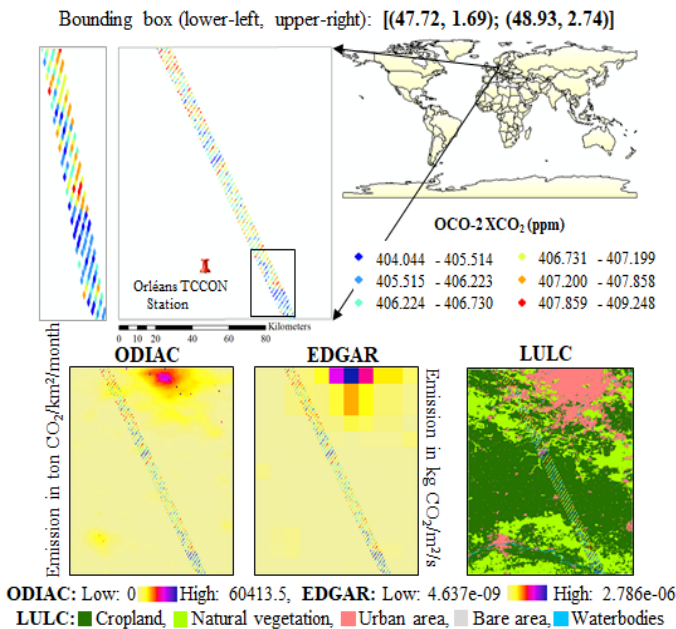 Bounding box (lower-left, upper-right): [(47.72, 1.69); (48.93, 2.74)]
OCO-2 XCO₂ (ppm)
404.044 - 405.514
406.731 - 407.199
405.515 - 406.223
407.200 - 407.858
406.224 - 406.730
407.859 - 409.248
Orléans TCCON
Station
Kilometers
0 10 20 40 60 80
ODIAC
EDGAR
LULC
Emission in ton CO₂/km²/month
Emission in kg CO₂/m²/s
ODIAC: Low: 0 High: 60413.5, EDGAR: Low: 4.637e-09 High: 2.786e-06
LULC: Cropland, Natural vegetation, Urban area, Bare area, Waterbodies